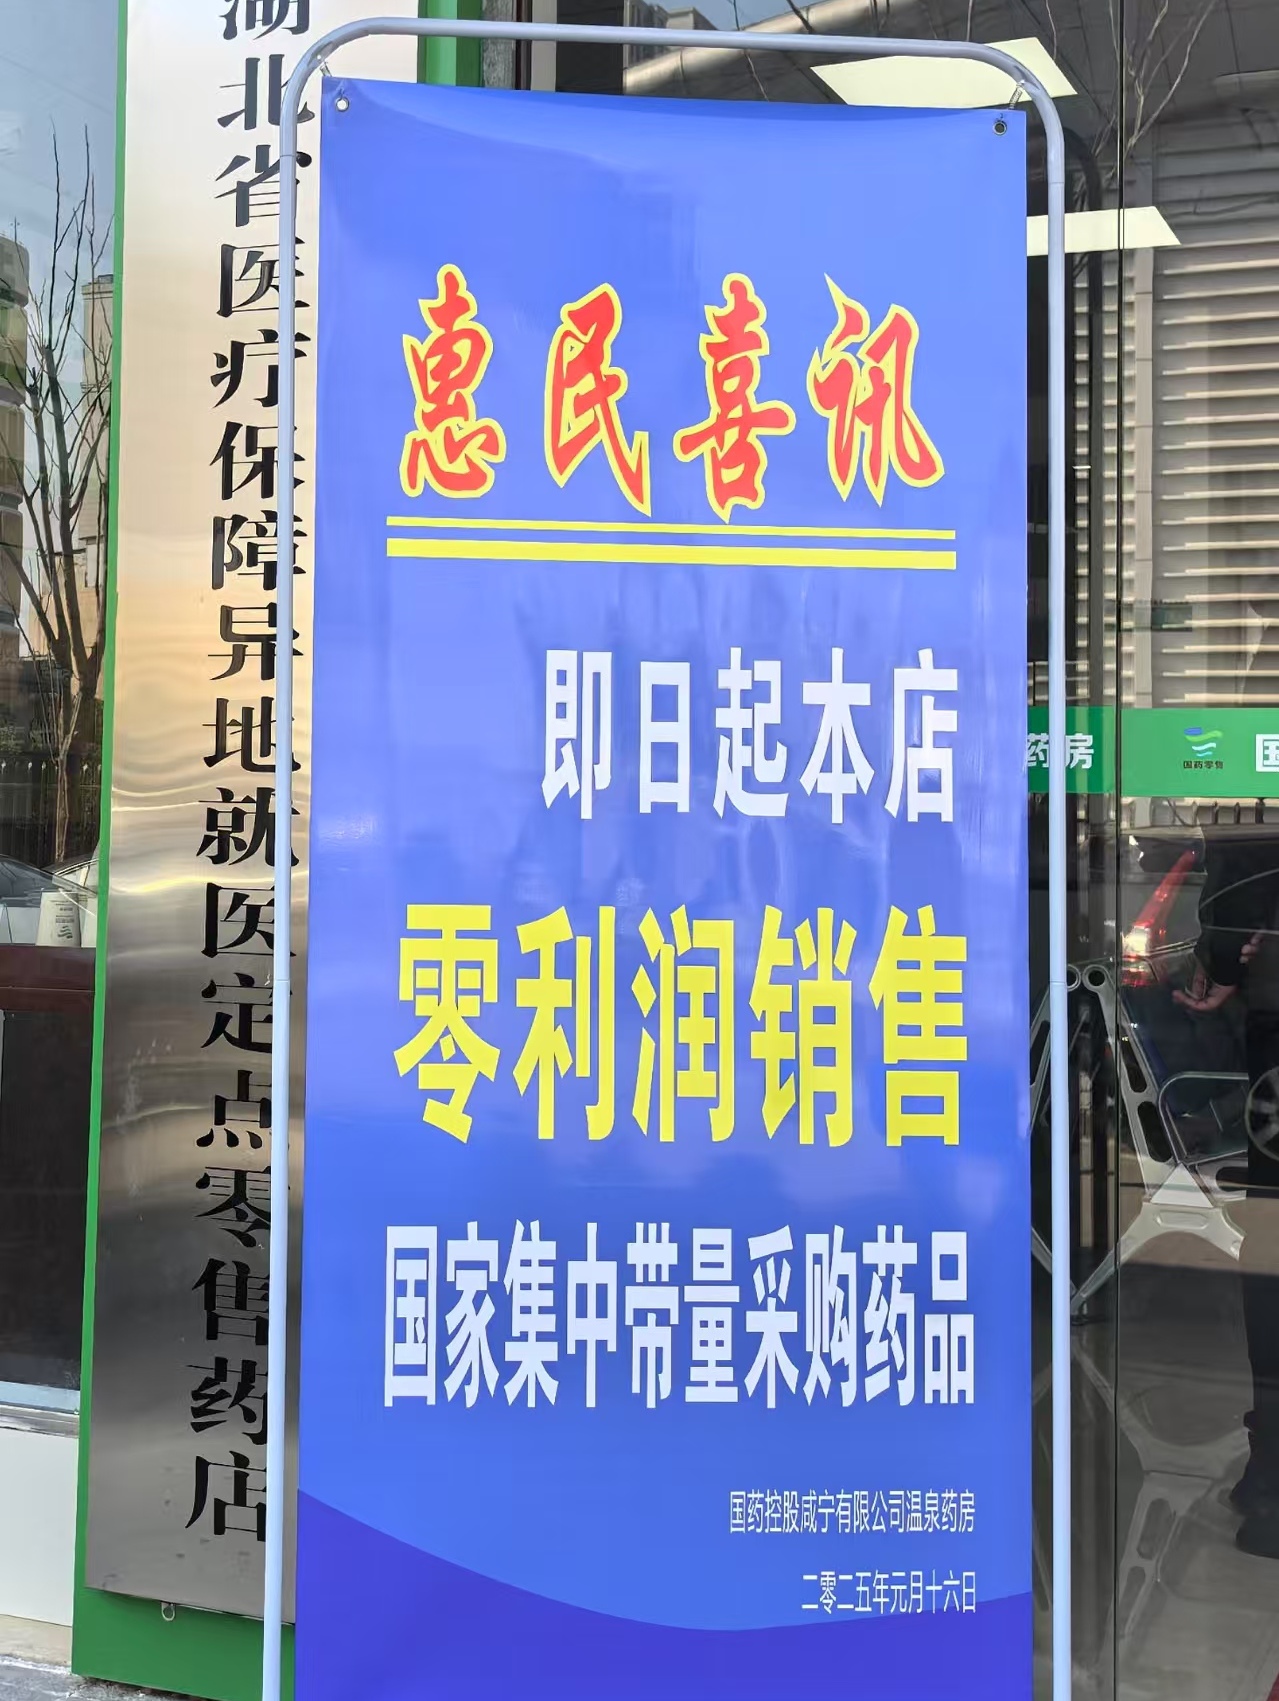 湖北省医疗保障异地就医定点零售药店
惠民喜讯
即日起本店
零利润销售
国家集中带量采购药品
国药控股咸宁有限公司温泉药房
二零二五年元月十六日
药房
国药零售
国